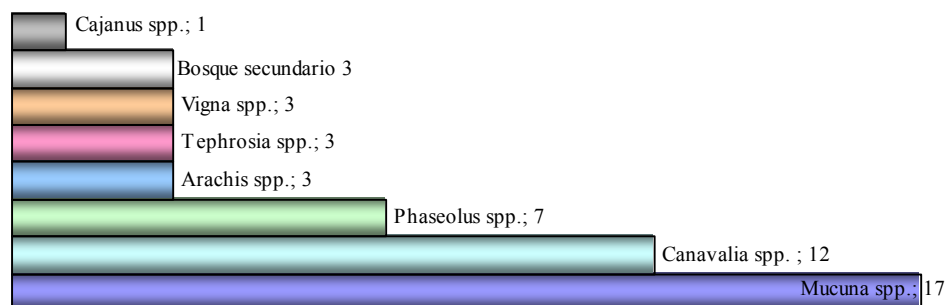 Cajanus spp.; 1
Bosque secundario 3
Vigna spp.; 3
Tephrosia spp.; 3
Arachis spp.; 3
Phaseolus spp.; 7
Canavalia spp. ; 12
Mucuna spp.; 17